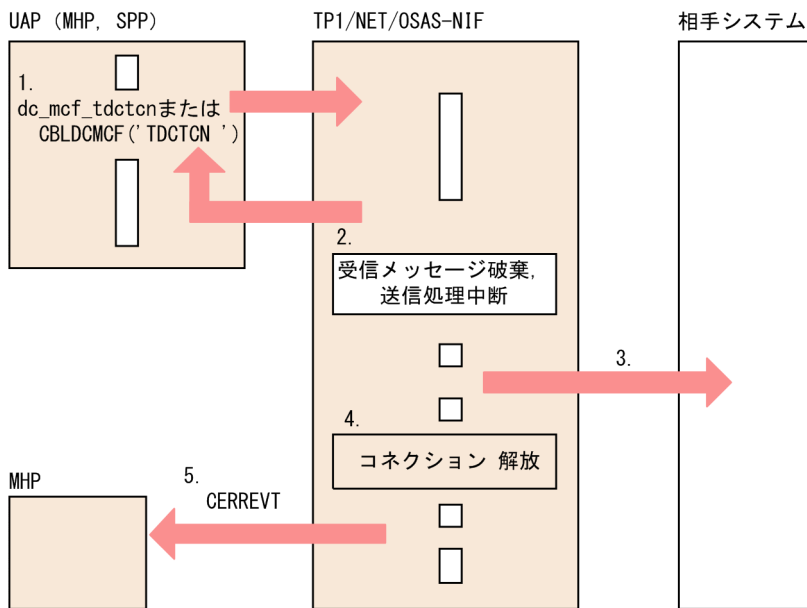 UAP (MHP, SPP)
TP1/NET/OSAS-NIF
相手システム
1.
dc_mcf_tdctcnまたは
CBLDCMCF('TDCTCN ')
2.
受信メッセージ破棄,
送信処理中断
3.
4.
コネクション 解放
MHP
5.
CERREVT